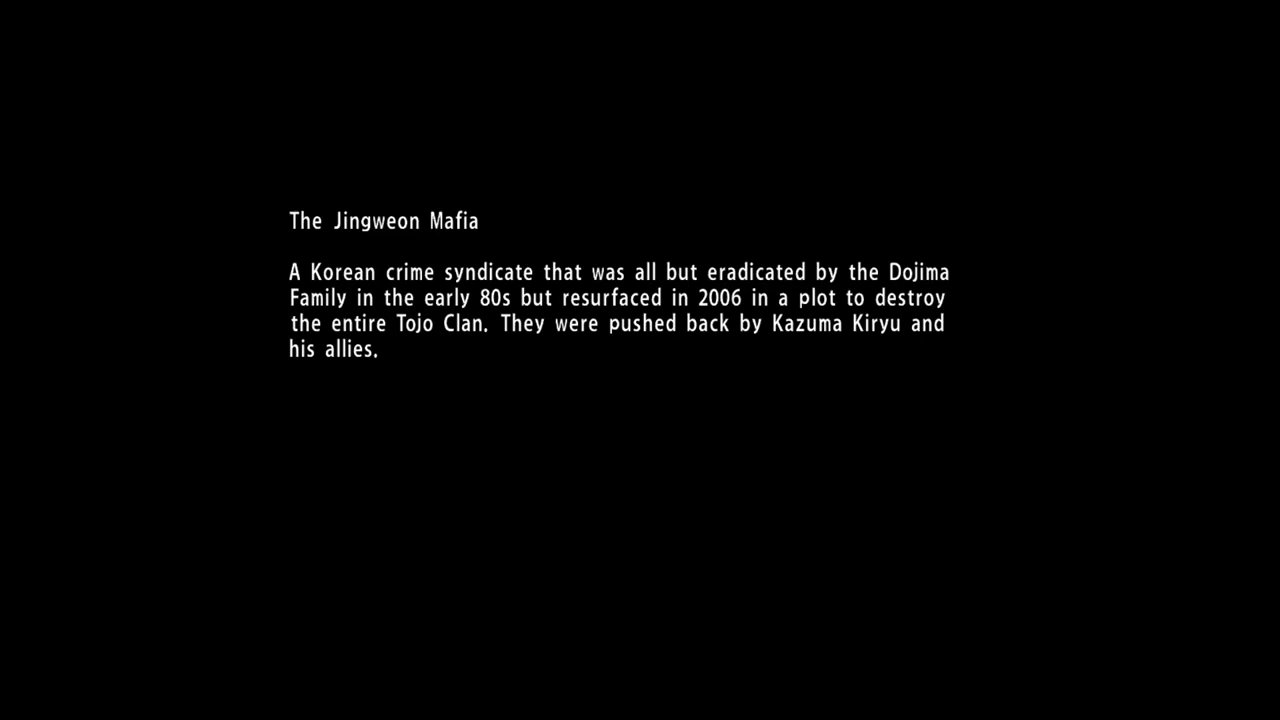 The Jingweon Mafia
A Korean crime syndicate that was all but eradicated by the Dojima
Family in the early 80s but resurfaced in 2006 in a plot to destroy
the entire Tojo Clan. They were pushed back by Kazuma Kiryu and
his allies.